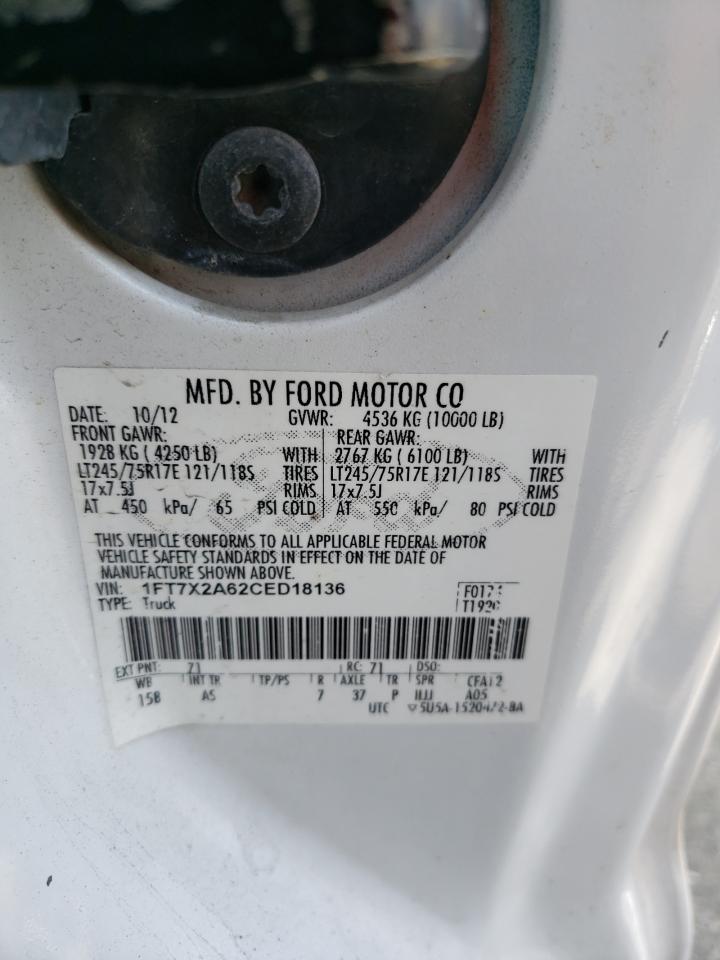 MFD. BY FORD MOTOR CO
DATE: 10/12 GVWR: 4536 KG (10000 LB)
FRONT GAWR: REAR GAWR:
1928 KG ( 4250 LB) WITH 2767 KG ( 6100 LB) WITH
LT245/75R17E 121/118S TIRES LT245/75R17E 121/118S TIRES
17x7.5J RIMS 17x7.5J RIMS
AT 450 kPa/ 65 PSI COLD AT 550 kPa/ 80 PSI COLD
THIS VEHICLE CONFORMS TO ALL APPLICABLE FEDERAL MOTOR
VEHICLE SAFETY STANDARDS IN EFFECT ON THE DATE OF
MANUFACTURE SHOWN ABOVE.
VIN: 1FT7X2A62CED18136
TYPE: Truck
EXT PNT: Z1 RC: 71 DSO:
WB INT TR TP/PS R AXLE TR SPR
158 AS 7 37 P A05
UTC